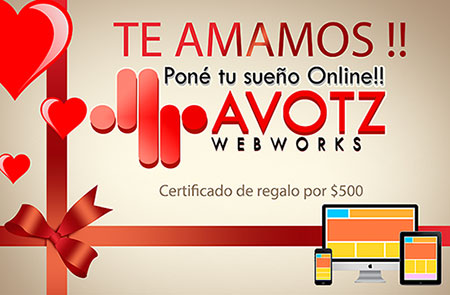 TE AMAMOS !!
Poné tu sueño Online!!
AVOTZ
WEBWORKS
Certificado de regalo por $500